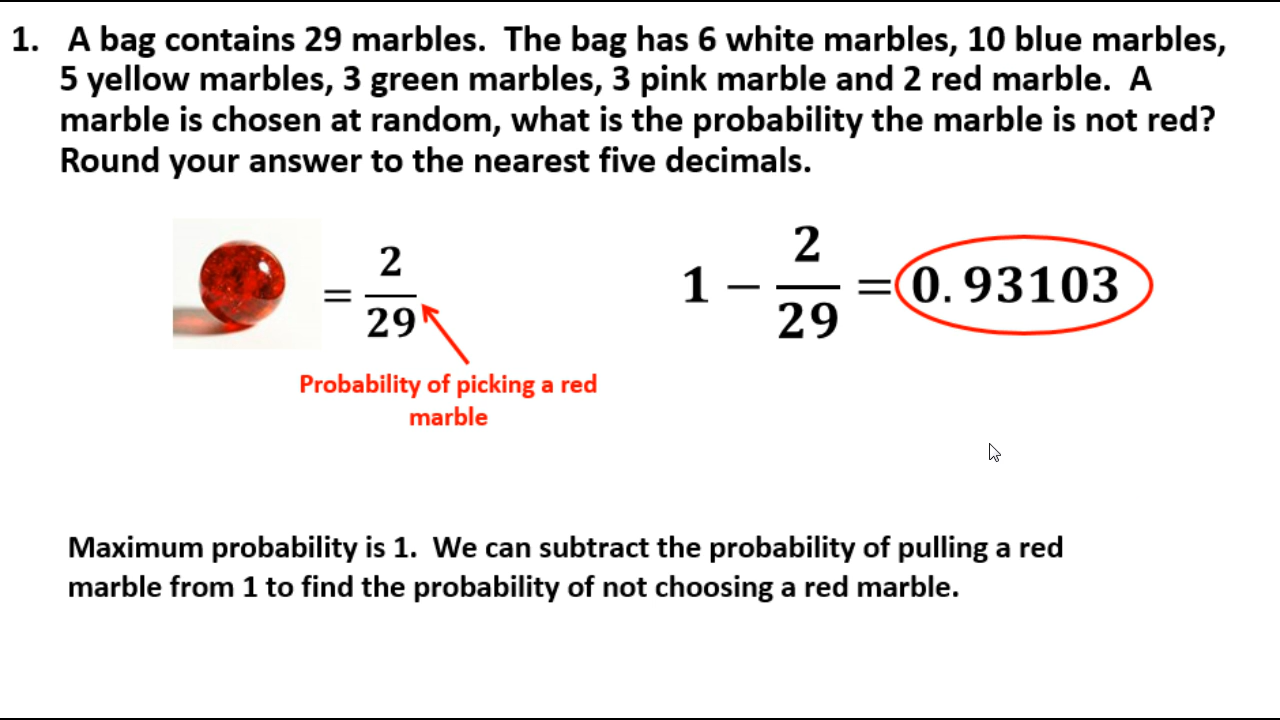 1. A bag contains 29 marbles. The bag has 6 white marbles, 10 blue marbles,
5 yellow marbles, 3 green marbles, 3 pink marble and 2 red marble. A
marble is chosen at random, what is the probability the marble is not red?
Round your answer to the nearest five decimals.
= 2/29
1 − 2/29 = 0.93103
Probability of picking a red
marble
Maximum probability is 1. We can subtract the probability of pulling a red
marble from 1 to find the probability of not choosing a red marble.